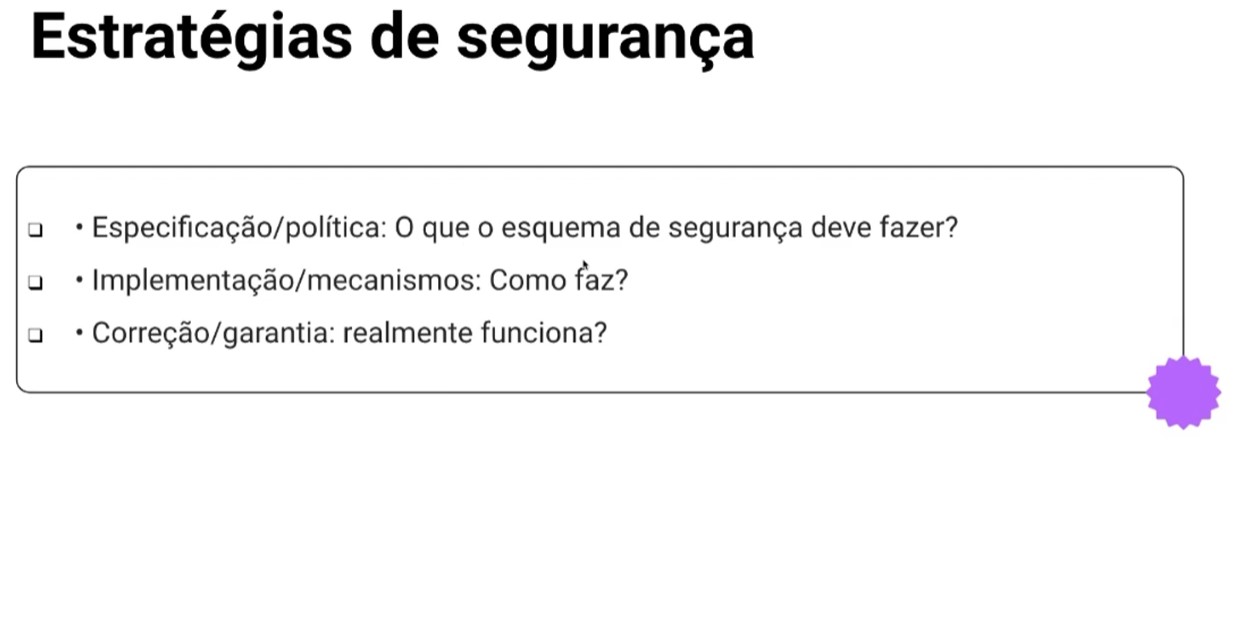 Estratégias de segurança
• Especificação/política: O que o esquema de segurança deve fazer?
• Implementação/mecanismos: Como faz?
• Correção/garantia: realmente funciona?